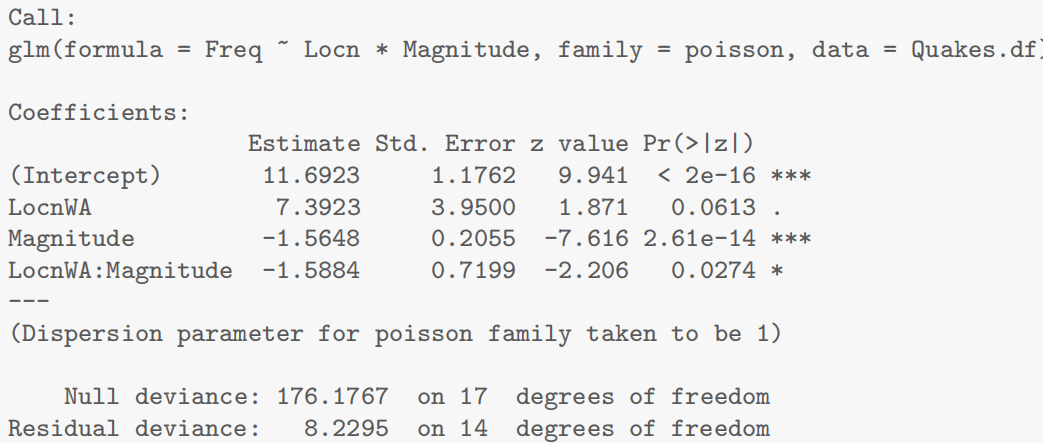 Call:
glm(formula = Freq ~ Locn * Magnitude, family = poisson, data = Quakes.df)

Coefficients:
                 Estimate Std. Error z value Pr(>|z|)
(Intercept)       11.6923     1.1762   9.941  < 2e-16 ***
LocnWA             7.3923     3.9500   1.871   0.0613 .
Magnitude         -1.5648     0.2055  -7.616 2.61e-14 ***
LocnWA:Magnitude  -1.5884     0.7199  -2.206   0.0274 *
---
(Dispersion parameter for poisson family taken to be 1)

    Null deviance: 176.1767  on 17  degrees of freedom
Residual deviance:   8.2295  on 14  degrees of freedom